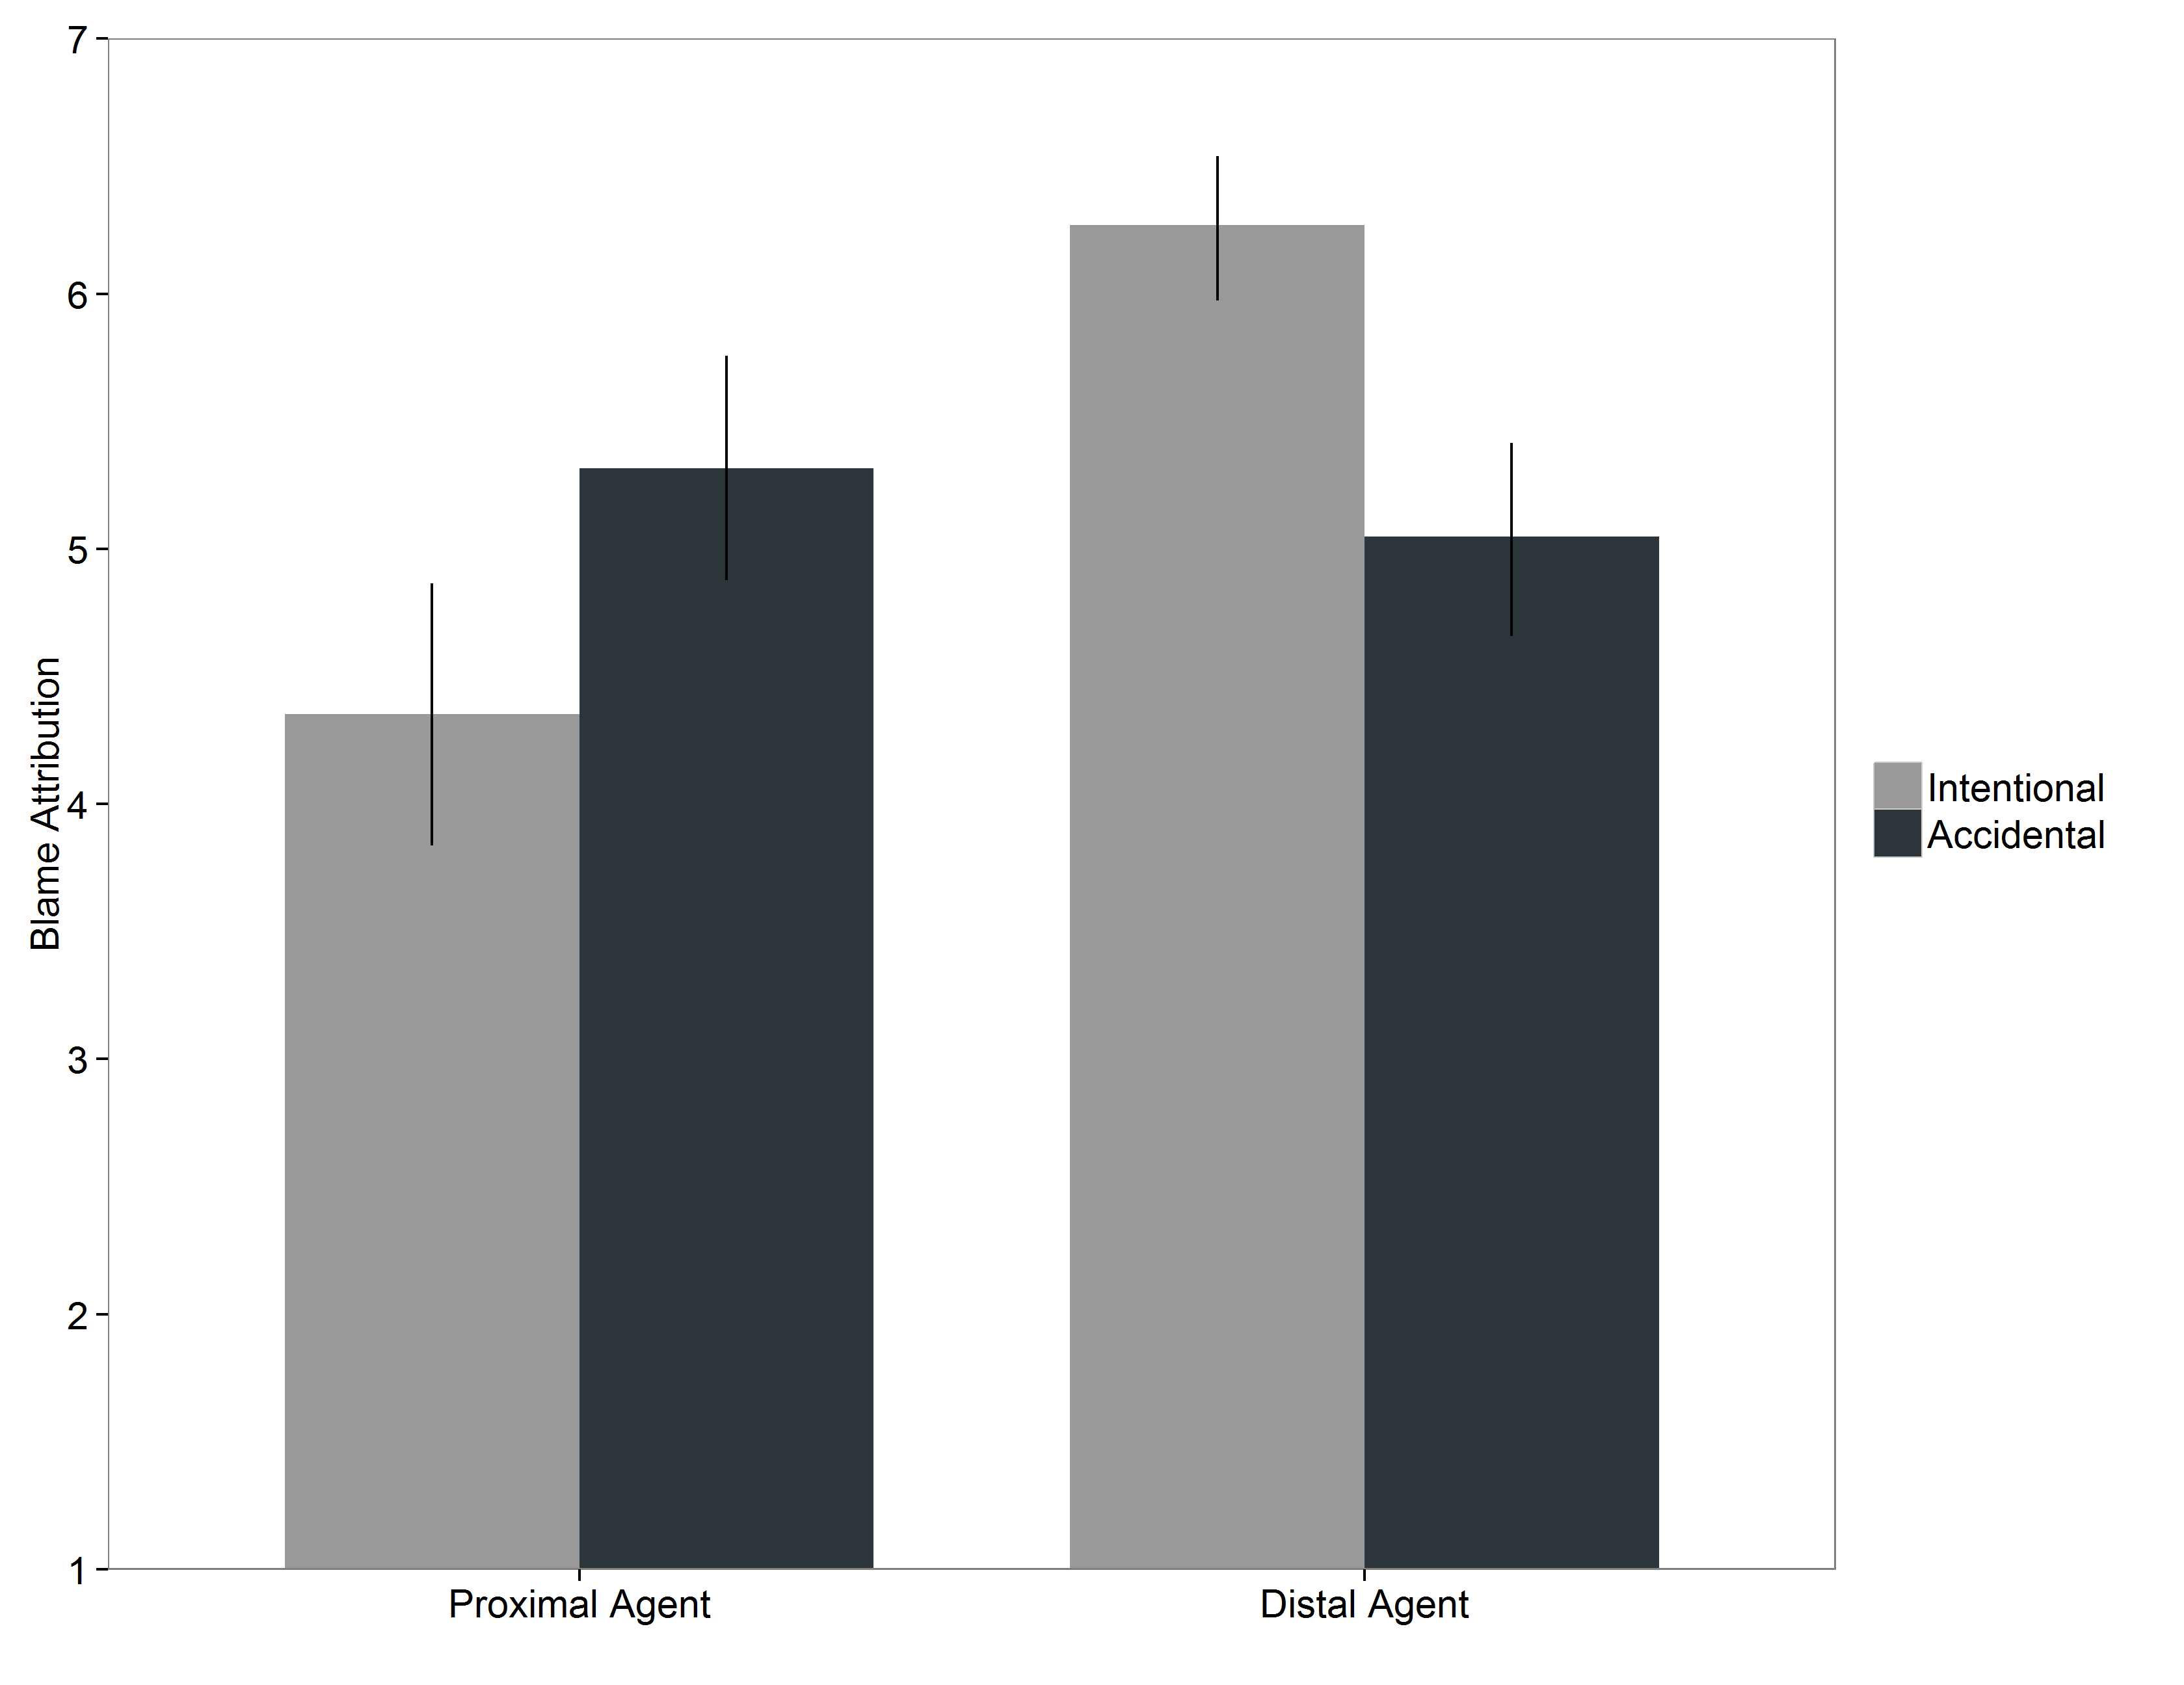 7
6
5
4
3
2
1
Blame Attribution
Proximal Agent
Distal Agent
Intentional
Accidental